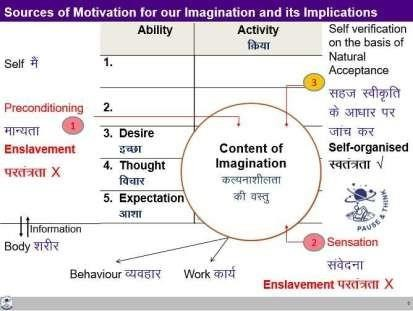 Sources of Motivation for our Imagination and its Implications
Ability
Activity
क्रिया
Self verification
on the basis of
Natural
Acceptance
Self मैं
1.
3
सहज स्वीकृति
के आधार पर
जांच कर
Preconditioning
2.
मान्यता
1
Enslavement
परतंत्रता X
3. Desire
इच्छा
Self-organised
स्वतंत्रता √
4. Thought
विचार
Content of
Imagination
कल्पनाशीलता
की वस्तु
5. Expectation
आशा
PAUSE & THINK
Information
Body शरीर
2
Sensation
संवेदना
Behaviour व्यवहार
Work कार्य
Enslavement परतंत्रता X